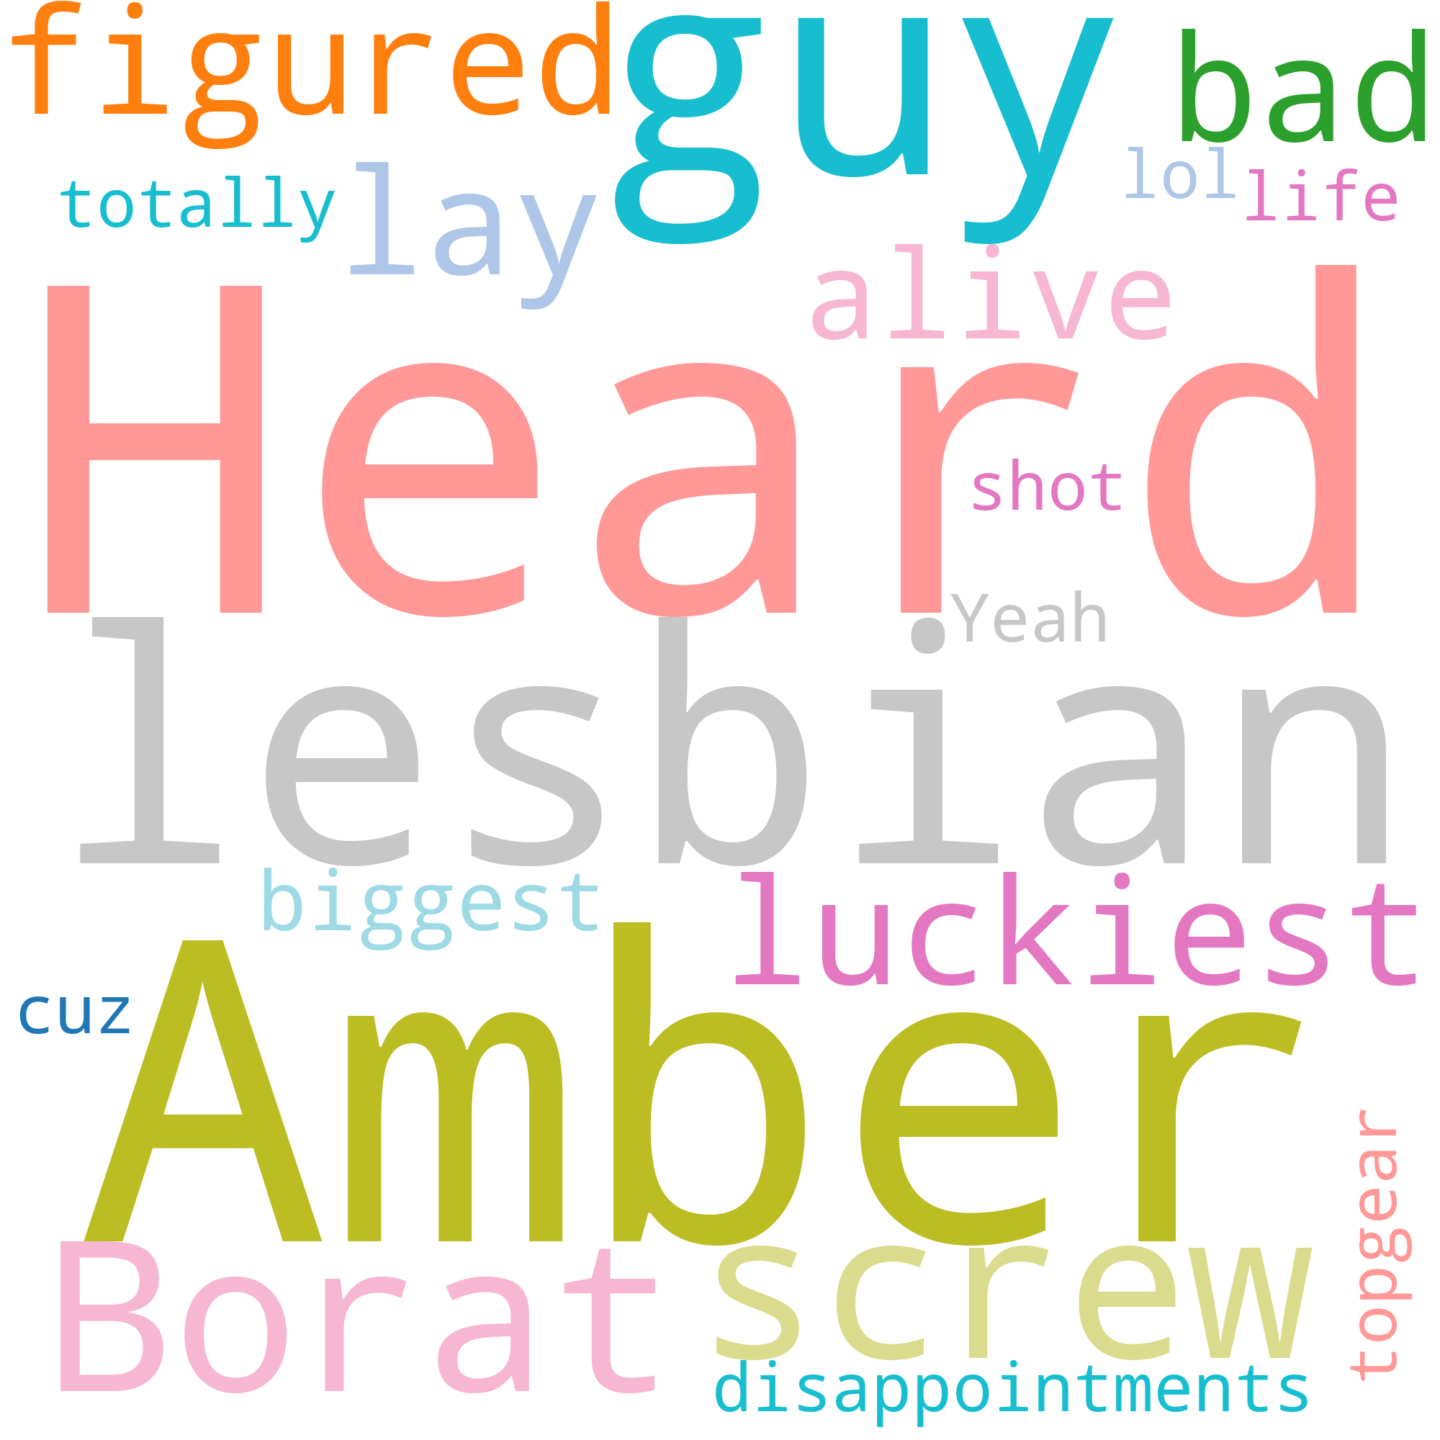 figured guy bad
totally lay lol life
alive
Heard
shot
Yeah
lesbian
biggest luckiest
cuz
Amber
topgear
Borat screw
disappointments